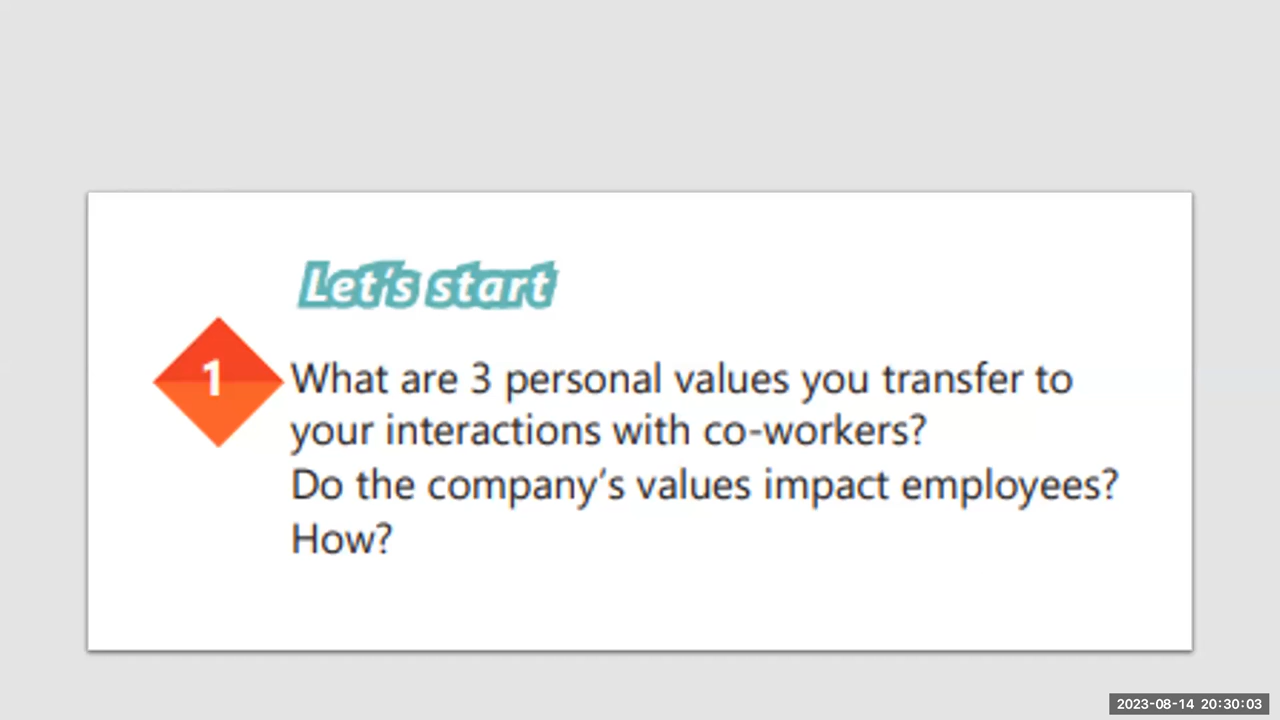 Let's start
1
What are 3 personal values you transfer to
your interactions with co-workers?
Do the company's values impact employees?
How?
2023-08-14 20:30:03